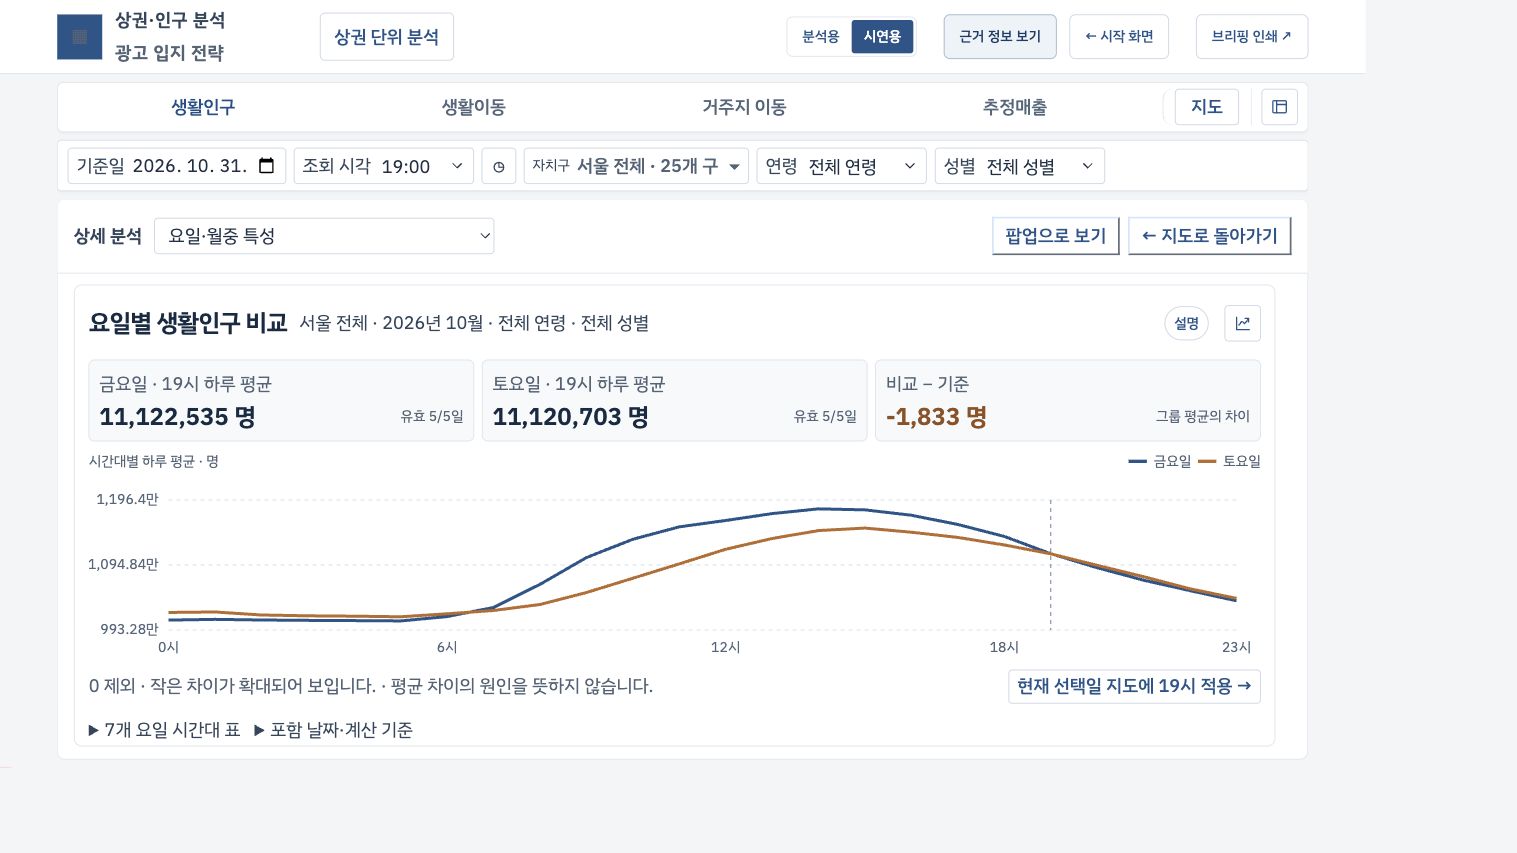 상권·인구 분석
광고 입지 전략
상권 단위 분석
분석용 시연용
근거 정보 보기
← 시작 화면
브리핑 인쇄 ↗
생활인구
생활이동
거주지 이동
추정매출
지도
기준일 2026. 10. 31.
조회 시각 19:00
자치구 서울 전체 · 25개 구
연령 전체 연령
성별 전체 성별
상세 분석 요일·월중 특성
팝업으로 보기
← 지도로 돌아가기
요일별 생활인구 비교 서울 전체 · 2026년 10월 · 전체 연령 · 전체 성별
설명
금요일 · 19시 하루 평균
11,122,535 명 유효 5/5일
토요일 · 19시 하루 평균
11,120,703 명 유효 5/5일
비교 – 기준
-1,833 명 그룹 평균의 차이
시간대별 하루 평균 · 명
금요일 토요일
1,196.4만
1,094.84만
993.28만
0시 6시 12시 18시 23시
0 제외 · 작은 차이가 확대되어 보입니다. · 평균 차이의 원인을 뜻하지 않습니다.
현재 선택일 지도에 19시 적용 →
▶ 7개 요일 시간대 표 ▶ 포함 날짜·계산 기준